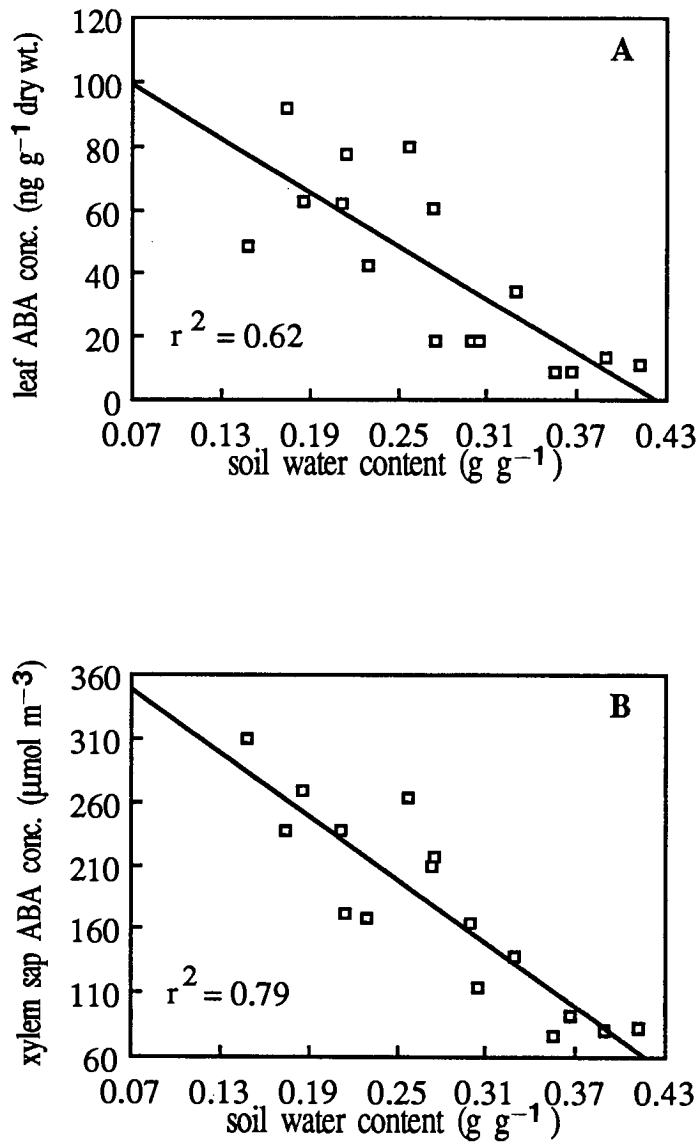 120
100
80
60
40
20
0
leaf ABA conc. (ng g⁻¹ dry wt.)
A
r² = 0.62
0.07 0.13 0.19 0.25 0.31 0.37 0.43
soil water content (g g⁻¹)
360
310
260
210
160
110
60
xylem sap ABA conc. (µmol m⁻³)
B
r² = 0.79
0.07 0.13 0.19 0.25 0.31 0.37 0.43
soil water content (g g⁻¹)